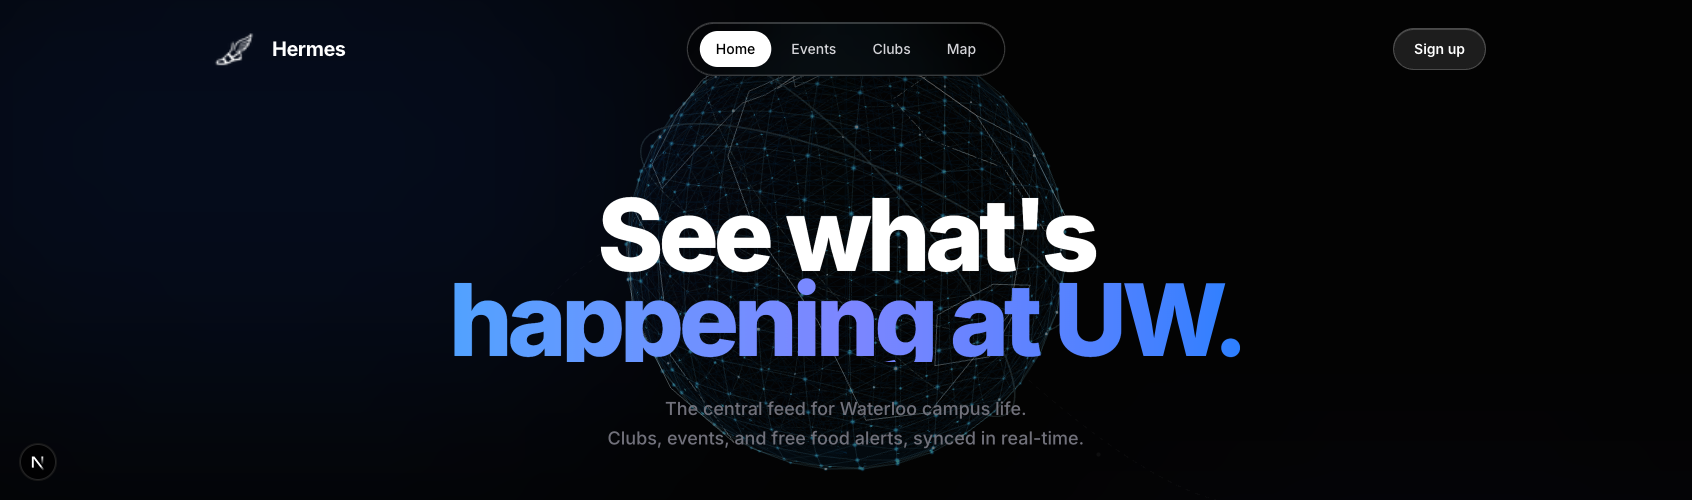 Hermes
Home Events Clubs Map
Sign up
See what's
happening at UW.
The central feed for Waterloo campus life.
Clubs, events, and free food alerts, synced in real-time.
N